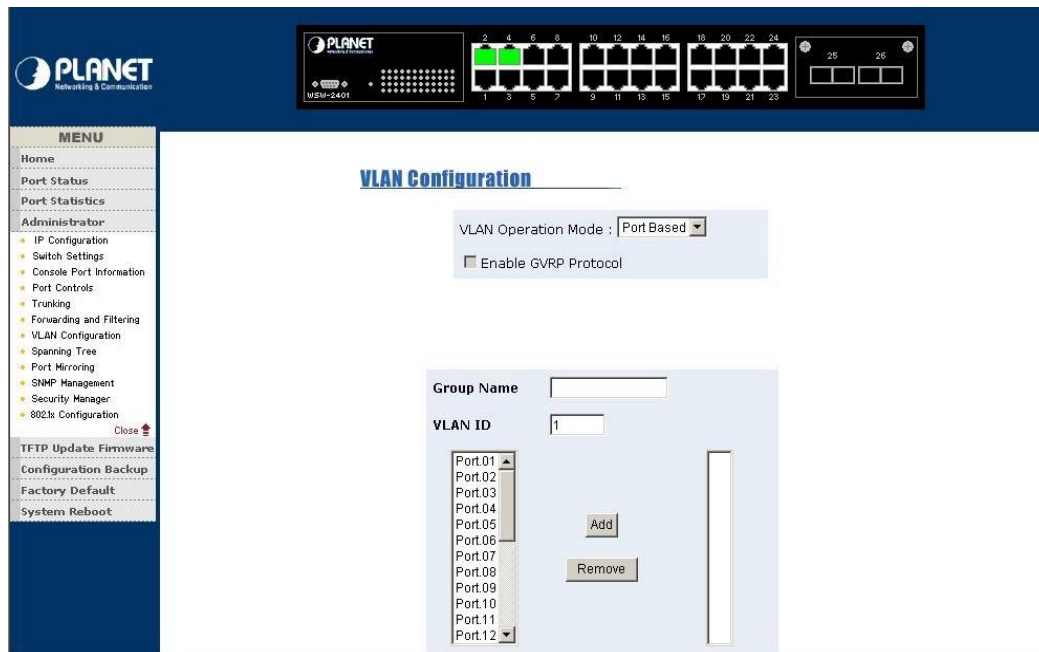 PLANET
Networking & Communication
PLANET
Networking & Communication
WSW-2401
2 4 6 8 10 12 14 16 18 20 22 24
1 3 5 7 9 11 13 15 17 19 21 23
25 26
MENU
Home
Port Status
Port Statistics
Administrator
IP Configuration
Switch Settings
Console Port Information
Port Controls
Trunking
Forwarding and Filtering
VLAN Configuration
Spanning Tree
Port Mirroring
SNMP Management
Security Manager
802.1x Configuration
Close
TFTP Update Firmware
Configuration Backup
Factory Default
System Reboot
VLAN Configuration
VLAN Operation Mode : Port Based
Enable GVRP Protocol
Group Name
VLAN ID 1
Port.01
Port.02
Port.03
Port.04
Port.05
Port.06
Port.07
Port.08
Port.09
Port.10
Port.11
Port.12
Add
Remove